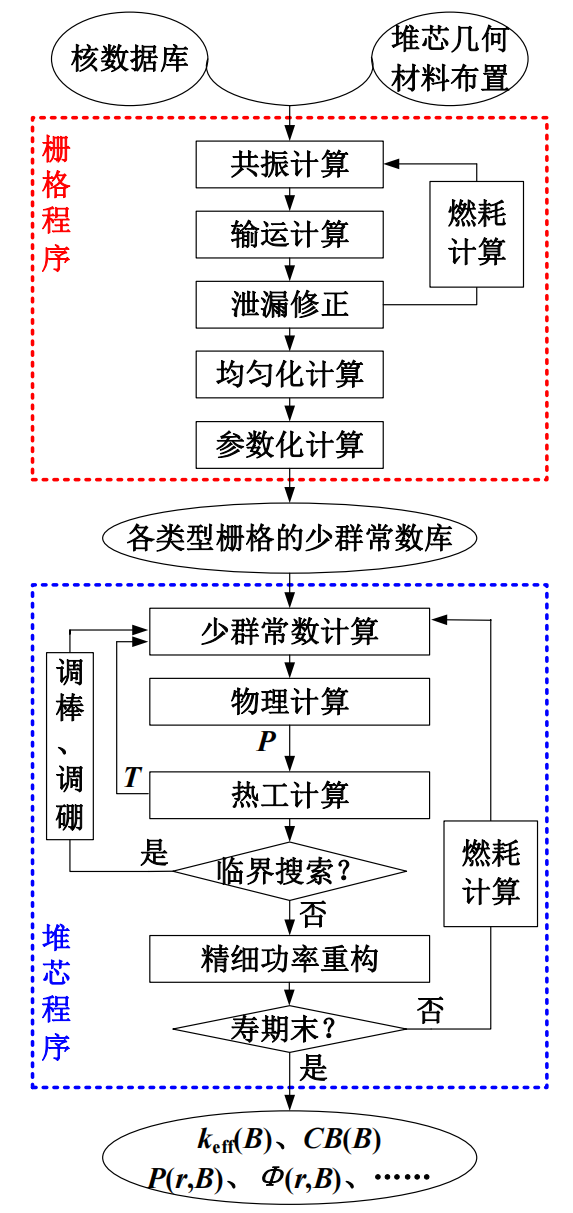 核数据库
堆芯几何
材料布置
栅格程序
共振计算
燃耗
计算
输运计算
泄漏修正
均匀化计算
参数化计算
各类型栅格的少群常数库
少群常数计算
调棒、调硼
物理计算
P
T
热工计算
是
临界搜索?
燃耗
计算
否
堆芯程序
精细功率重构
寿期末?
否
是
keff(B)、CB(B)
P(r,B)、Φ(r,B)、……